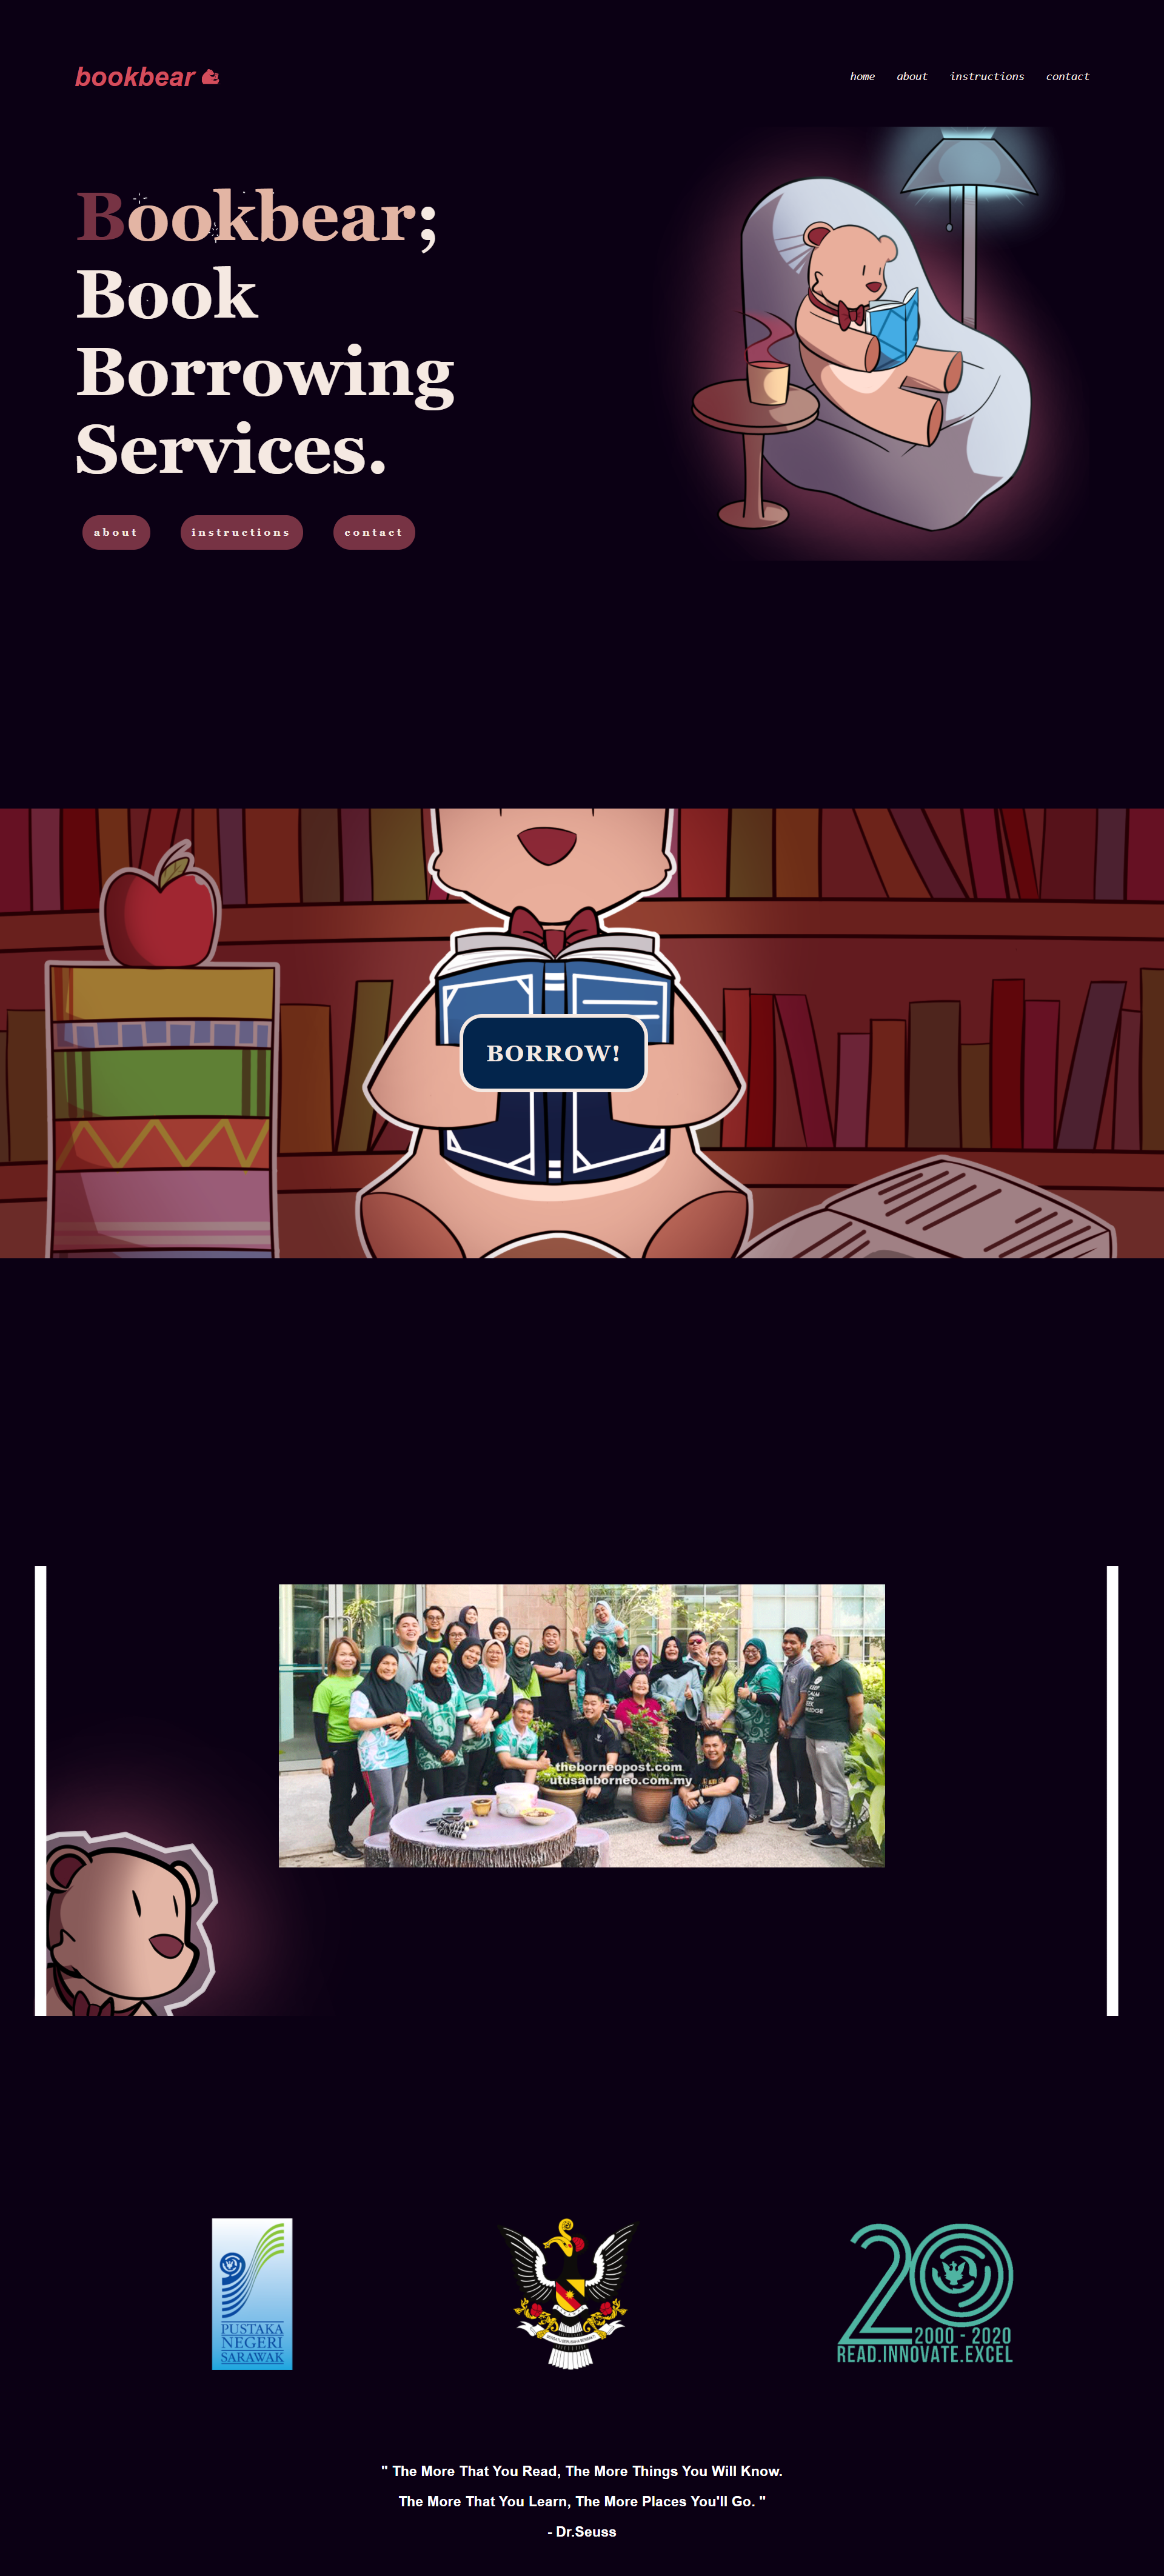 bookbear
home about instructions contact
Bookbear;
Book
Borrowing
Services.
about instructions contact
BORROW!
theborneopost.com
utusanborneo.com.my
PUSTAKA
NEGERI
SARAWAK
20
2000 - 2020
READ.INNOVATE.EXCEL
" The More That You Read, The More Things You Will Know.
The More That You Learn, The More Places You'll Go. "
- Dr.Seuss